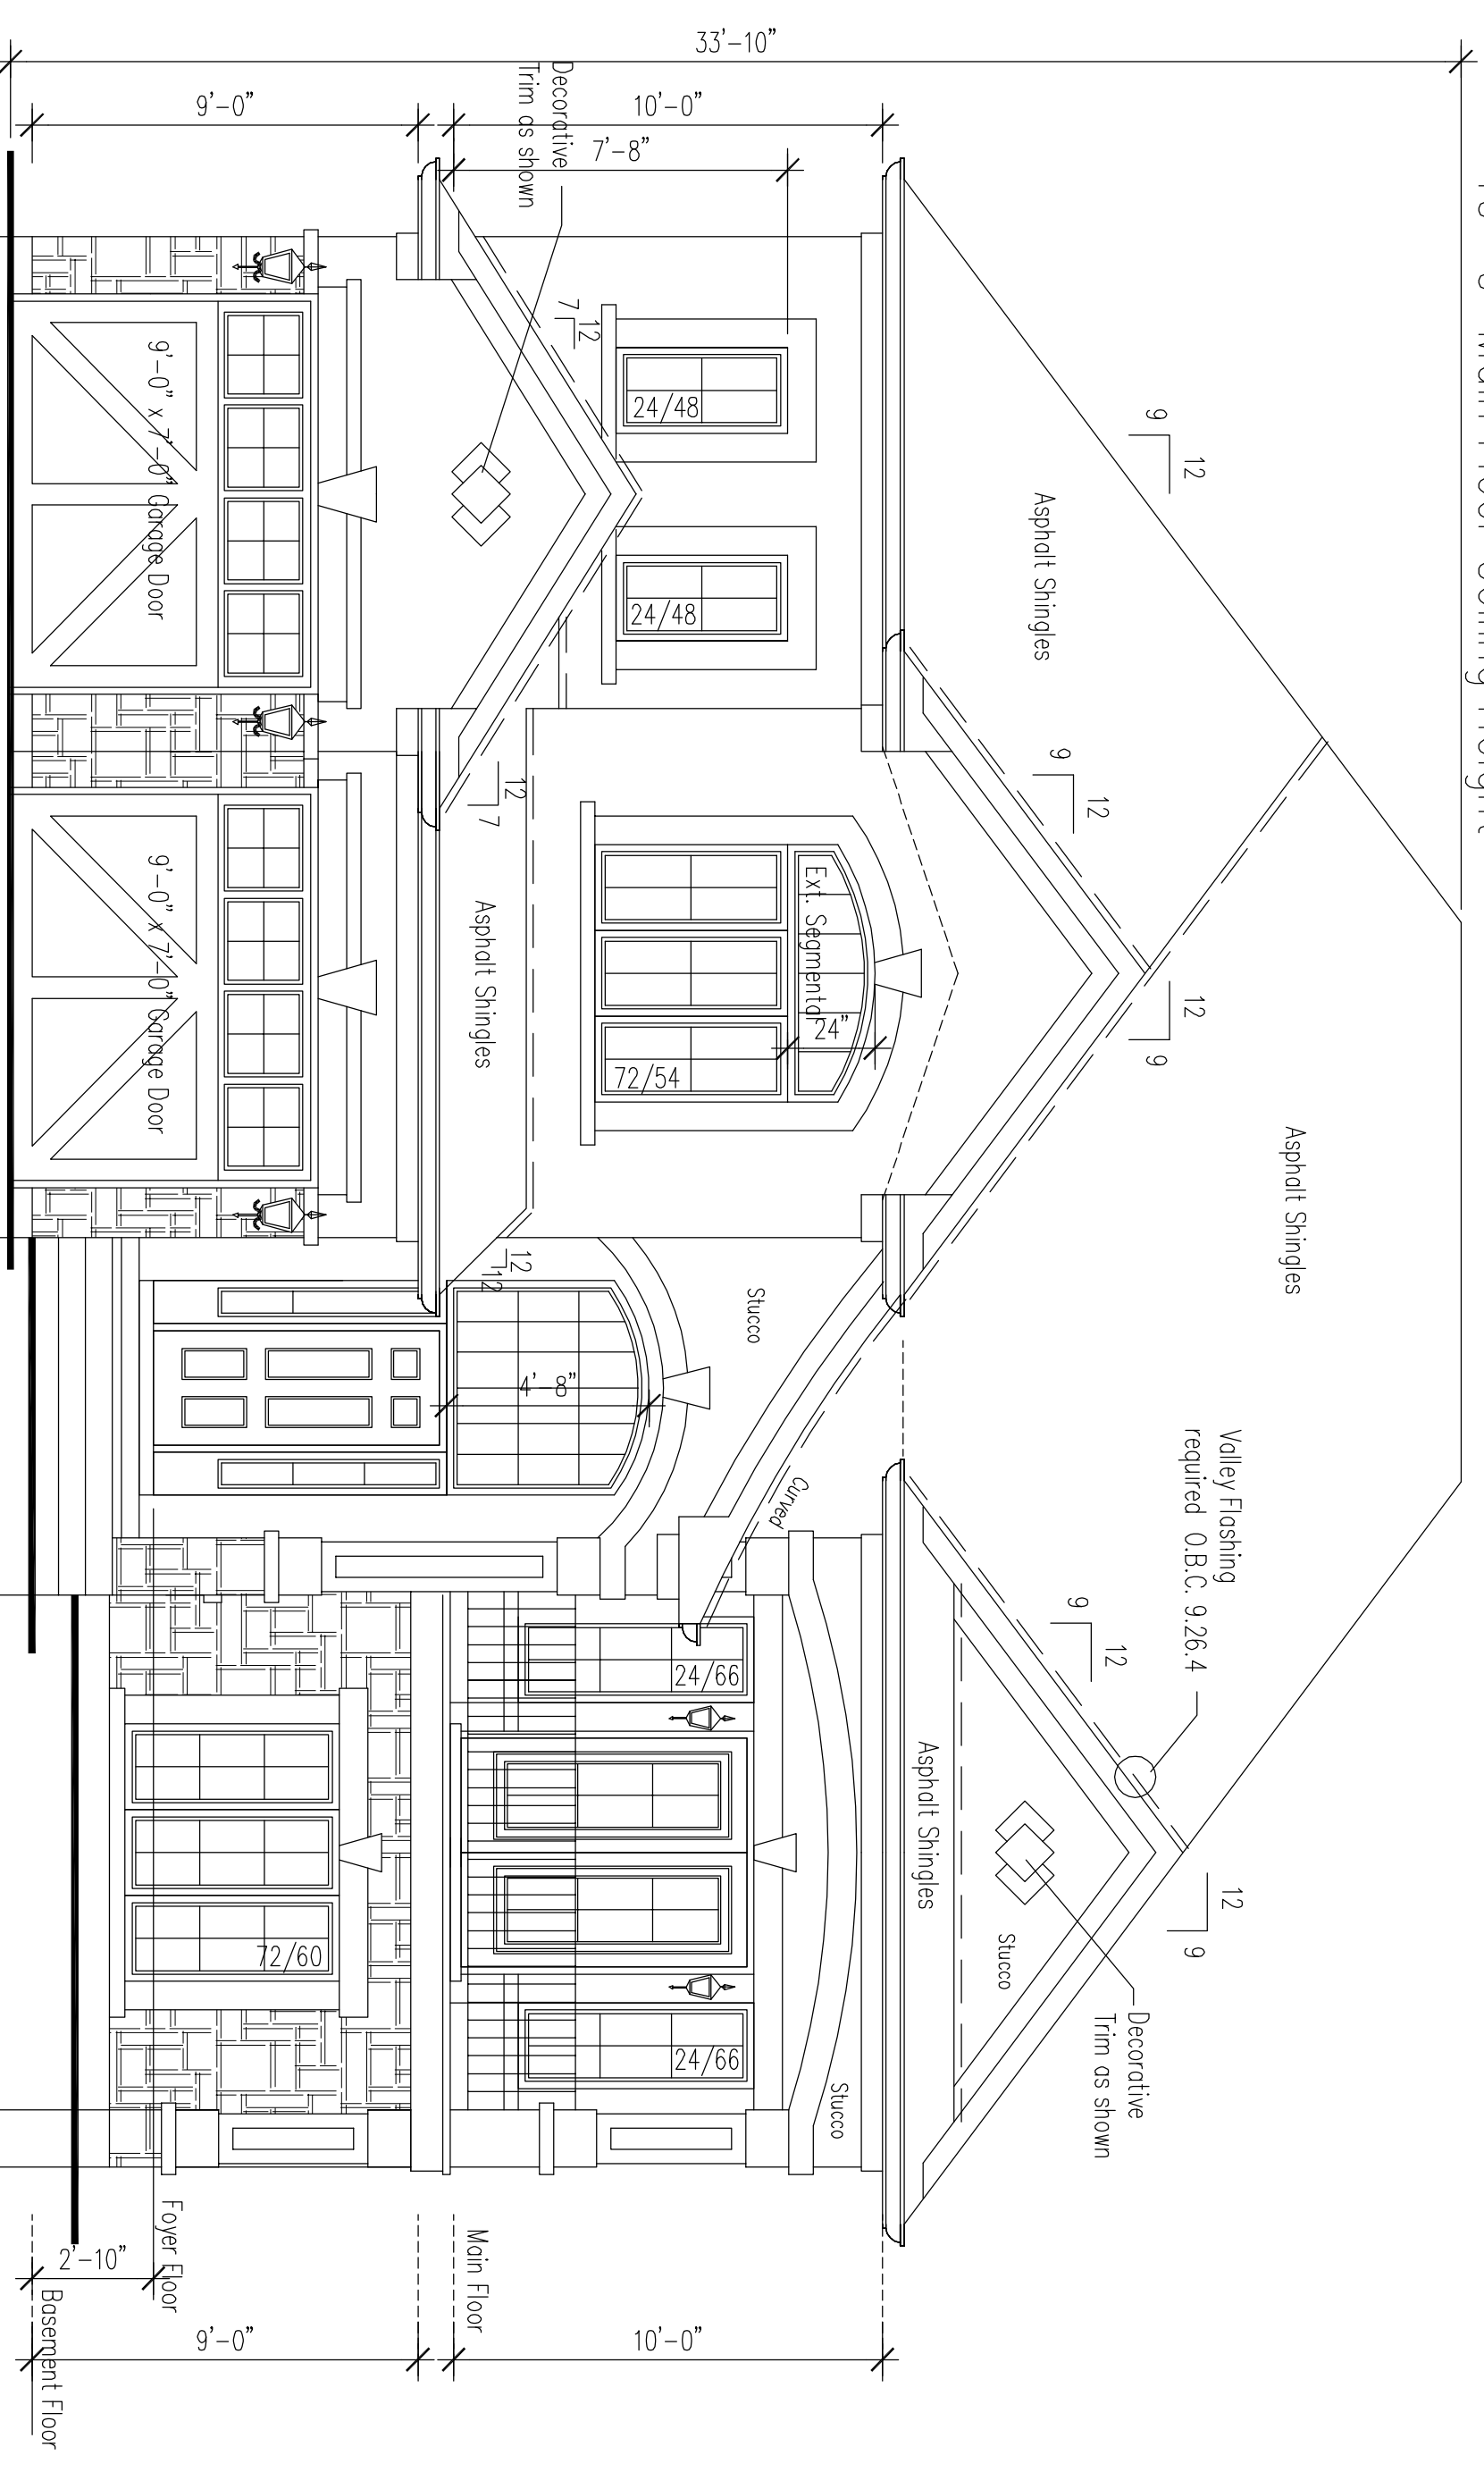 Main Floor Ceiling Height
33'-10"
9'-0"
10'-0"
7'-8"
Decorative
Trim as shown
9
12
Asphalt Shingles
9
12
12
9
Asphalt Shingles
Valley Flashing
required O.B.C. 9.26.4
9
12
12
9
Decorative
Trim as shown
Stucco
Asphalt Shingles
Stucco
7
12
24/48
24/48
12
7
Asphalt Shingles
Ext. Segmental
24"
72/54
12
12
Stucco
Curved
4'-8"
24/66
24/66
72/60
9'-0" x 7'-0" Garage Door
9'-0" x 7'-0" Garage Door
Main Floor
Foyer Floor
Basement Floor
2'-10"
9'-0"
10'-0"